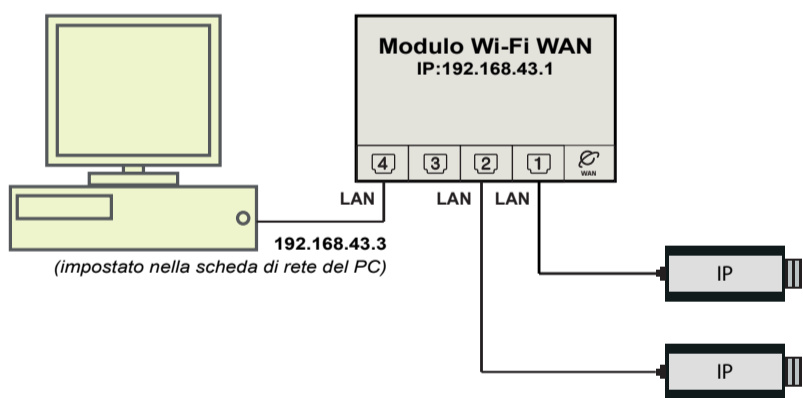 Modulo Wi-Fi WAN
IP:192.168.43.1
4 3 2 1 WAN
LAN LAN LAN
192.168.43.3
(impostato nella scheda di rete del PC)
IP
IP